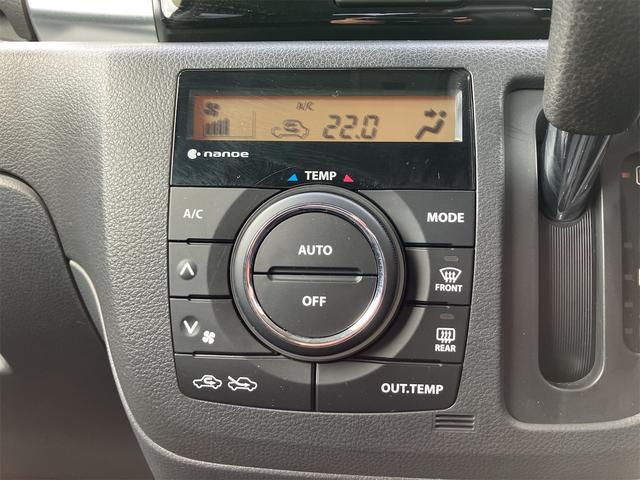 A/C
22.0
nanoe
TEMP
A/C
MODE
AUTO
OFF
FRONT
REAR
OUT.TEMP